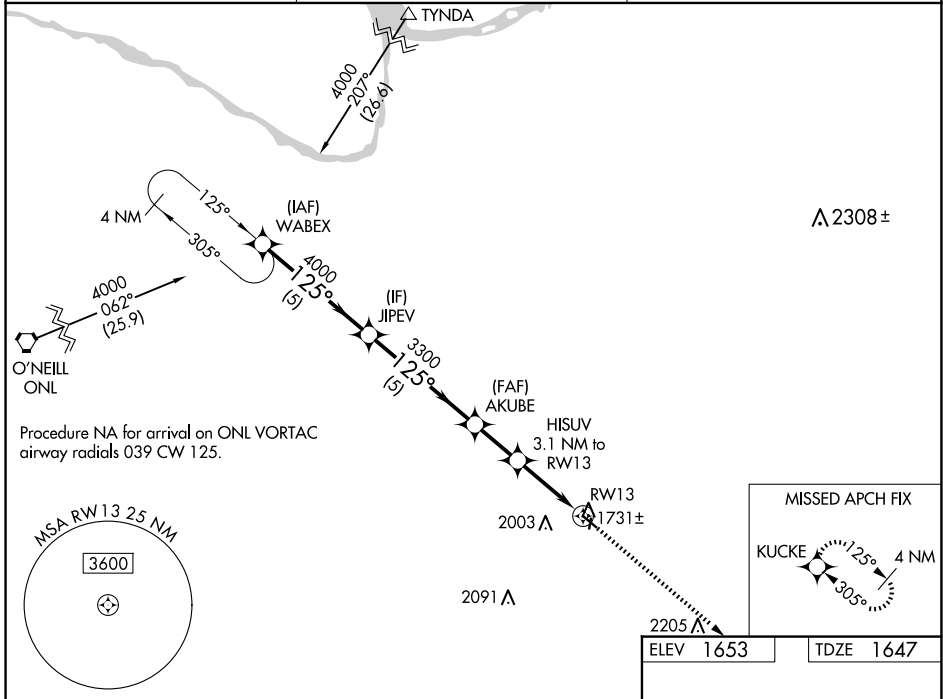 TYNDA
4000
207°
(26.6)
125°
4 NM
305°
(IAF)
WABEX
2308±
4000
125°
(5)
4000
062°
(25.9)
(IF)
JIPEV
O'NEILL
ONL
3300
125°
(5)
(FAF)
AKUBE
HISUV
3.1 NM to
RW13
Procedure NA for arrival on ONL VORTAC
airway radials 039 CW 125.
RW13
1731±
2003
MISSED APCH FIX
MSA RW13 25 NM
3600
KUCKE
125°
4 NM
305°
2091
2205
ELEV 1653
TDZE 1647